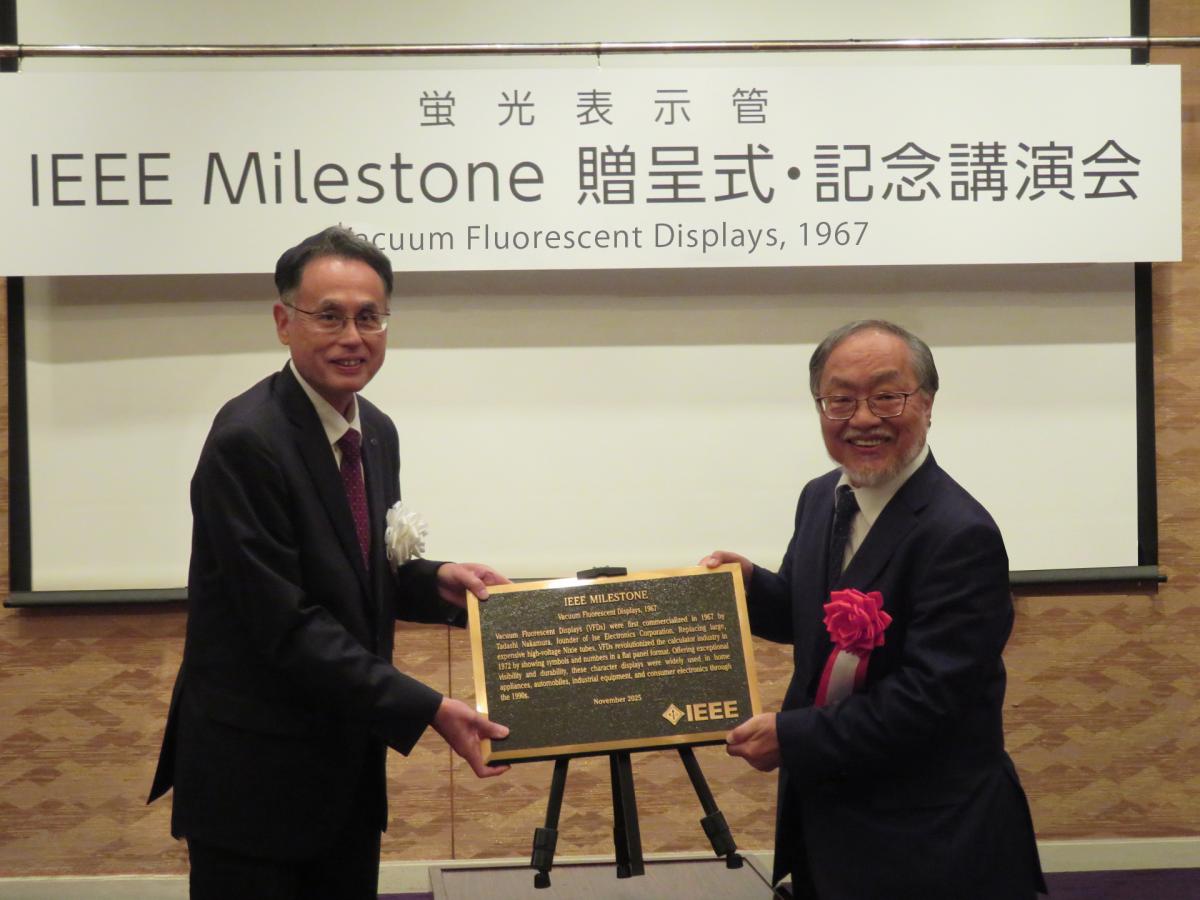 蛍光表示管
IEEE Milestone 贈呈式・記念講演会
Vacuum Fluorescent Displays, 1967
IEEE MILESTONE
Vacuum Fluorescent Displays, 1967
Vacuum Fluorescent Displays (VFDs) were first commercialized in 1967 by
Tadashi Nakamura, founder of Ise Electronics Corporation. Replacing large,
expensive high-voltage Nixie tubes, VFDs revolutionized the calculator industry in
1972 by showing symbols and numbers in a flat panel format. Offering exceptional
visibility and durability, these character displays were widely used in home
appliances, automobiles, industrial equipment, and consumer electronics through
the 1990s.
November 2025
IEEE